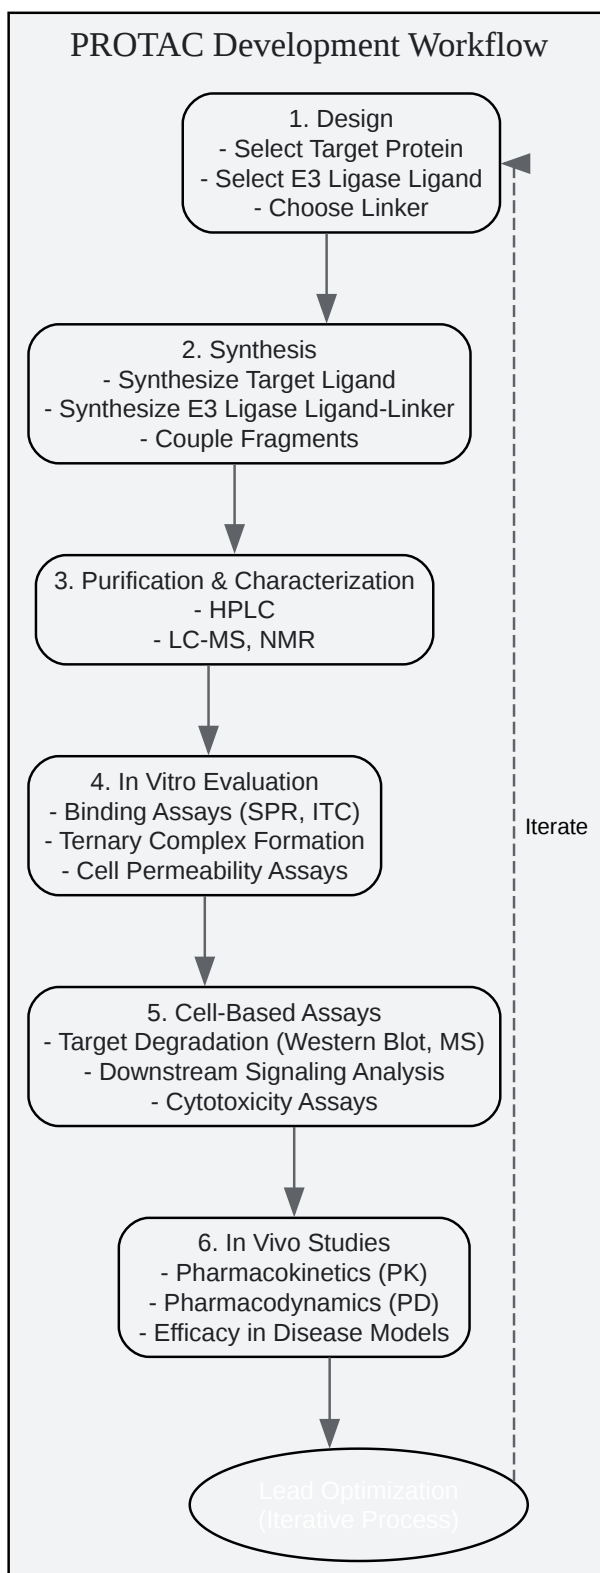 PROTAC Development Workflow
1. Design
- Select Target Protein
- Select E3 Ligase Ligand
- Choose Linker
2. Synthesis
- Synthesize Target Ligand
- Synthesize E3 Ligase Ligand-Linker
- Couple Fragments
3. Purification & Characterization
- HPLC
- LC-MS, NMR
4. In Vitro Evaluation
- Binding Assays (SPR, ITC)
- Ternary Complex Formation
- Cell Permeability Assays
Iterate
5. Cell-Based Assays
- Target Degradation (Western Blot, MS)
- Downstream Signaling Analysis
- Cytotoxicity Assays
6. In Vivo Studies
- Pharmacokinetics (PK)
- Pharmacodynamics (PD)
- Efficacy in Disease Models
Lead Optimization
(Iterative Process)